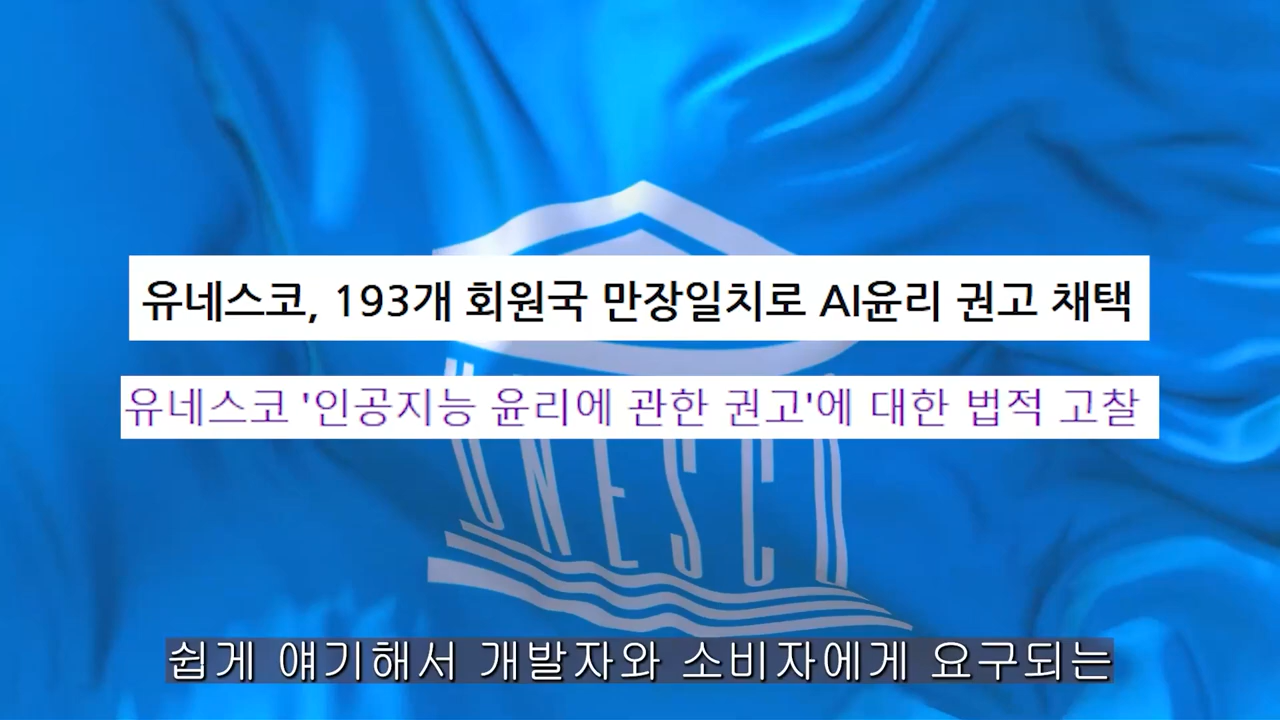 유네스코, 193개 회원국 만장일치로 AI윤리 권고 채택
유네스코 '인공지능 윤리에 관한 권고'에 대한 법적 고찰
UNESCO
쉽게 얘기해서 개발자와 소비자에게 요구되는